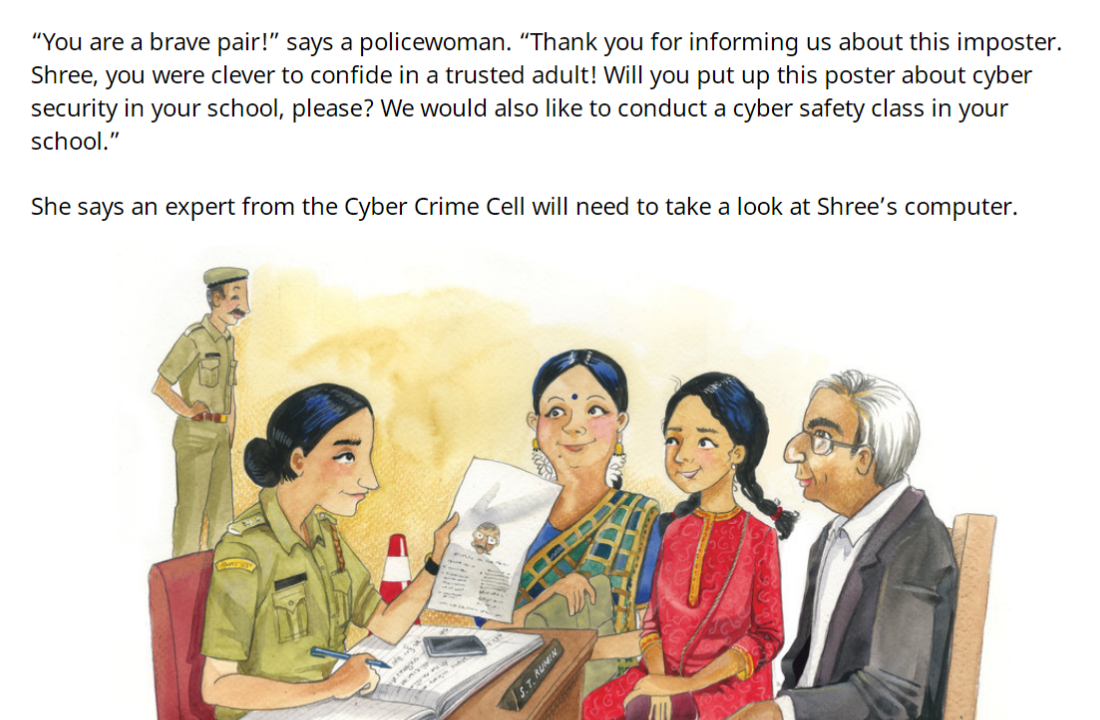 “You are a brave pair!” says a policewoman. “Thank you for informing us about this imposter.
Shree, you were clever to confide in a trusted adult! Will you put up this poster about cyber
security in your school, please? We would also like to conduct a cyber safety class in your
school.”
She says an expert from the Cyber Crime Cell will need to take a look at Shree’s computer.